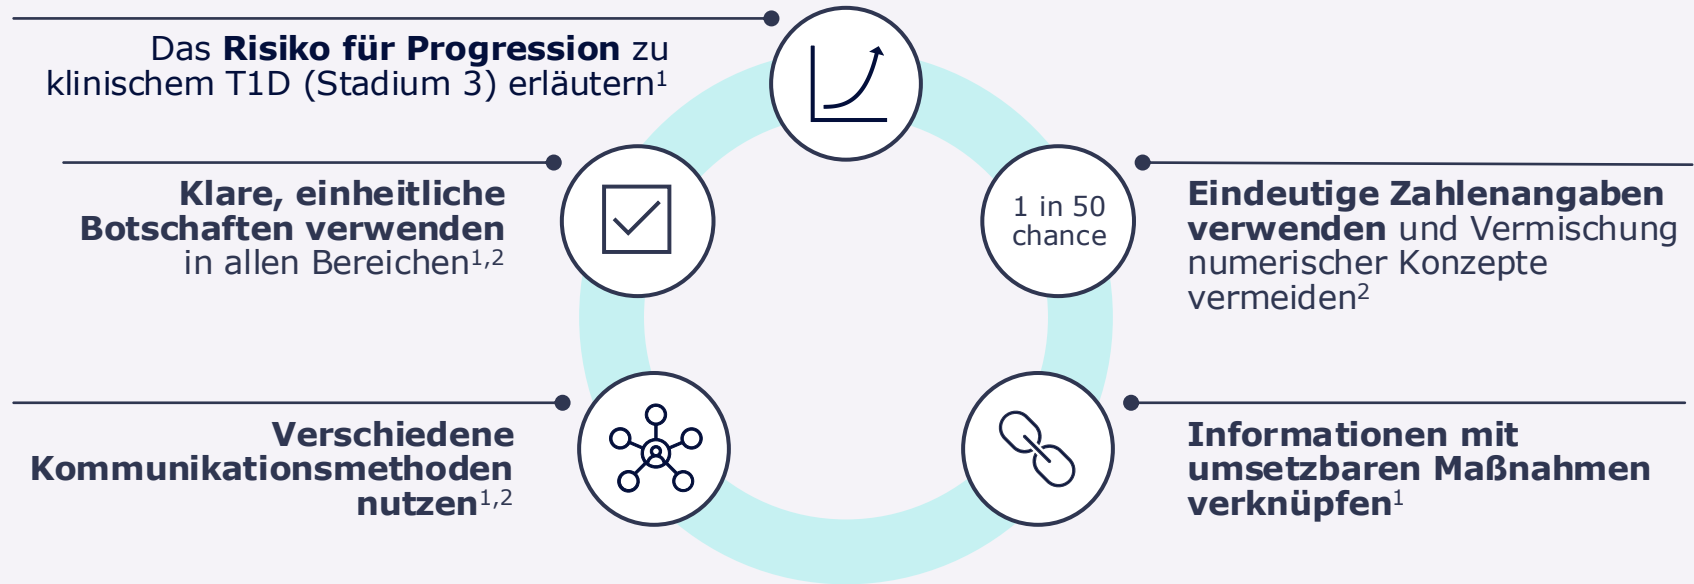 Das Risiko für Progression zu
klinischem T1D (Stadium 3) erläutern¹
Klare, einheitliche
Botschaften verwenden
in allen Bereichen¹,²
1 in 50
chance
Eindeutige Zahlenangaben
verwenden und Vermischung
numerischer Konzepte
vermeiden²
Verschiedene
Kommunikationsmethoden
nutzen¹,²
Informationen mit
umsetzbaren Maßnahmen
verknüpfen¹